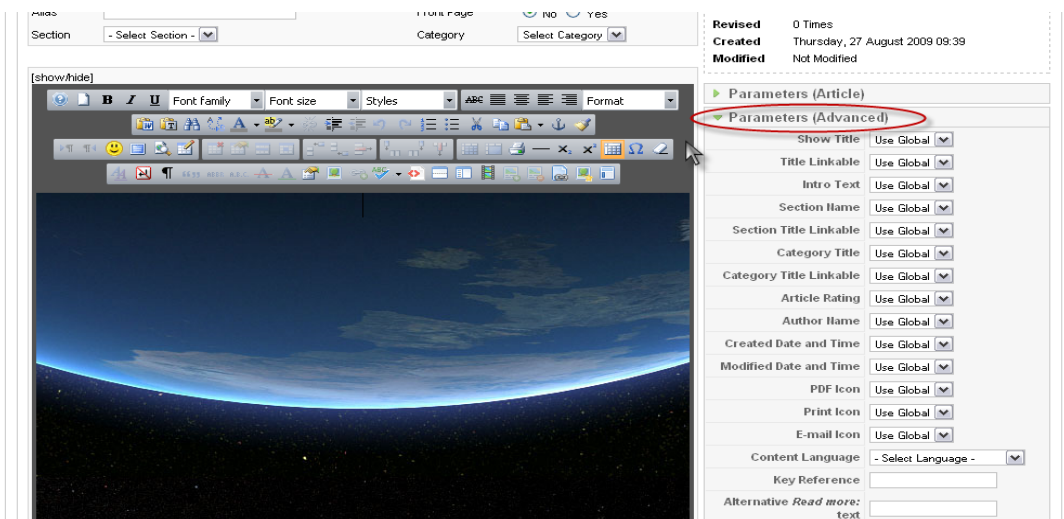 Alias
Front Page
No
Yes
Section
- Select Section -
Category
Select Category
Revised 0 Times
Created Thursday, 27 August 2009 09:39
Modified Not Modified
[show/hide]
B I U Font family Font size Styles ABC Format
Parameters (Article)
Parameters (Advanced)
Show Title Use Global
Title Linkable Use Global
Intro Text Use Global
Section Name Use Global
Section Title Linkable Use Global
Category Title Use Global
Category Title Linkable Use Global
Article Rating Use Global
Author Name Use Global
Created Date and Time Use Global
Modified Date and Time Use Global
PDF Icon Use Global
Print Icon Use Global
E-mail Icon Use Global
Content Language - Select Language -
Key Reference
Alternative Read more:
text